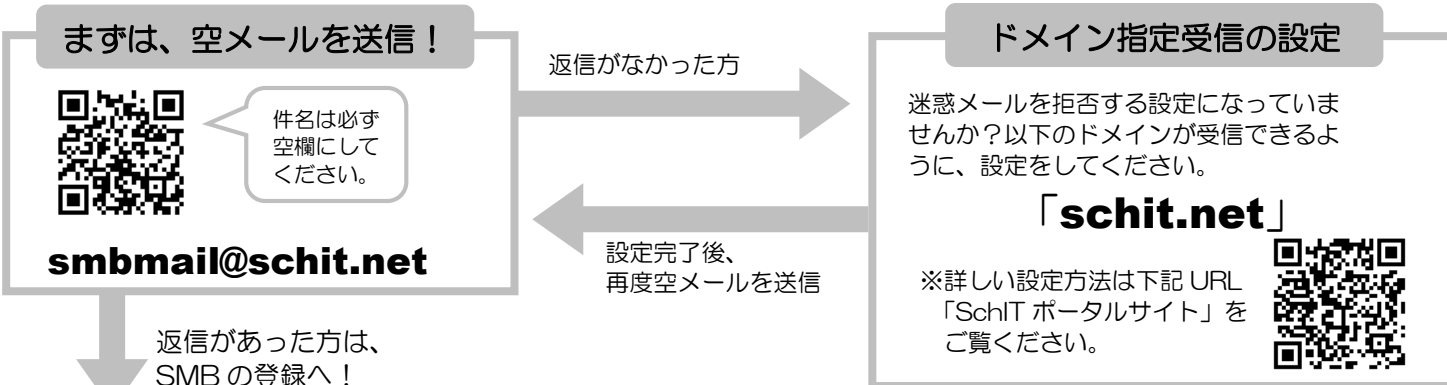 まずは、空メールを送信！
件名は必ず
空欄にして
ください。
smbmail@schit.net
返信がなかった方
設定完了後、
再度空メールを送信
ドメイン指定受信の設定
迷惑メールを拒否する設定になっていま
せんか？以下のドメインが受信できるよ
うに、設定をしてください。
「schit.net」
※詳しい設定方法は下記 URL
「SchIT ポータルサイト」を
ご覧ください。
返信があった方は、
SMB の登録へ！